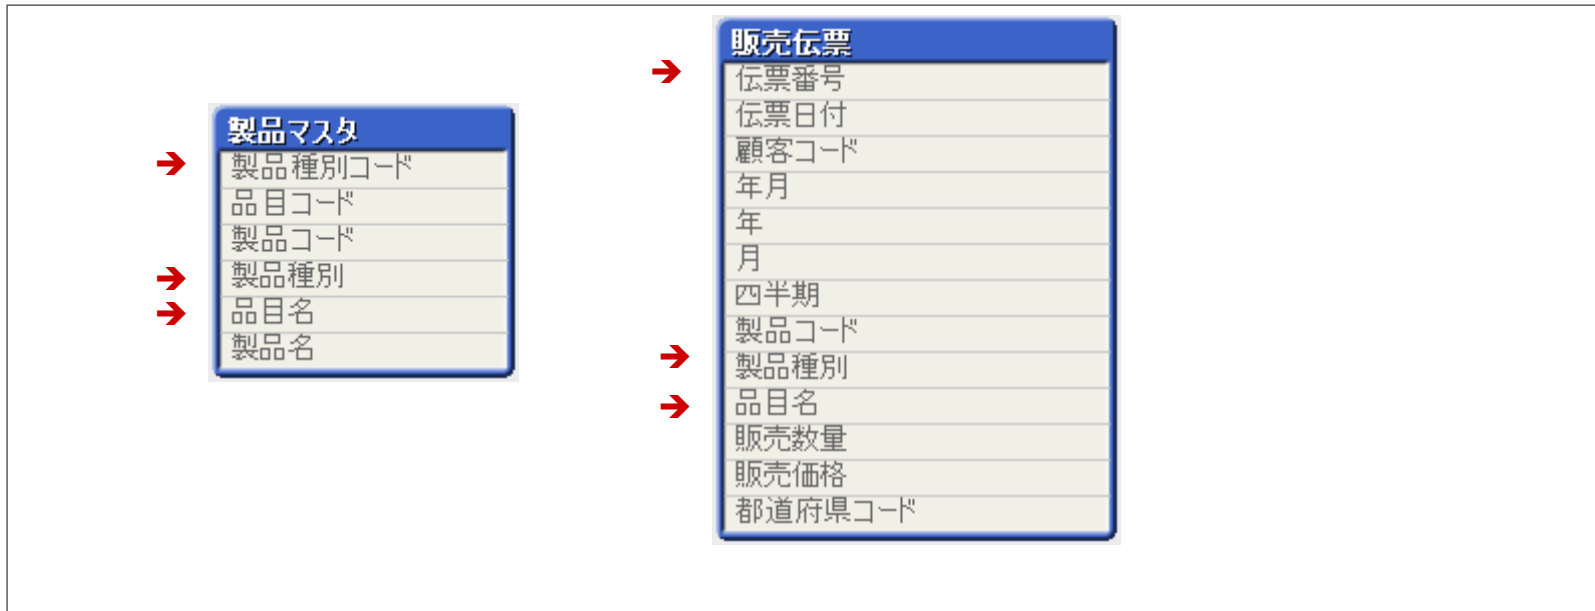 製品マスタ
製品種別コード
品目コード
製品コード
製品種別
品目名
製品名
販売伝票
伝票番号
伝票日付
顧客コード
年月
年
月
四半期
製品コード
製品種別
品目名
販売数量
販売価格
都道府県コード